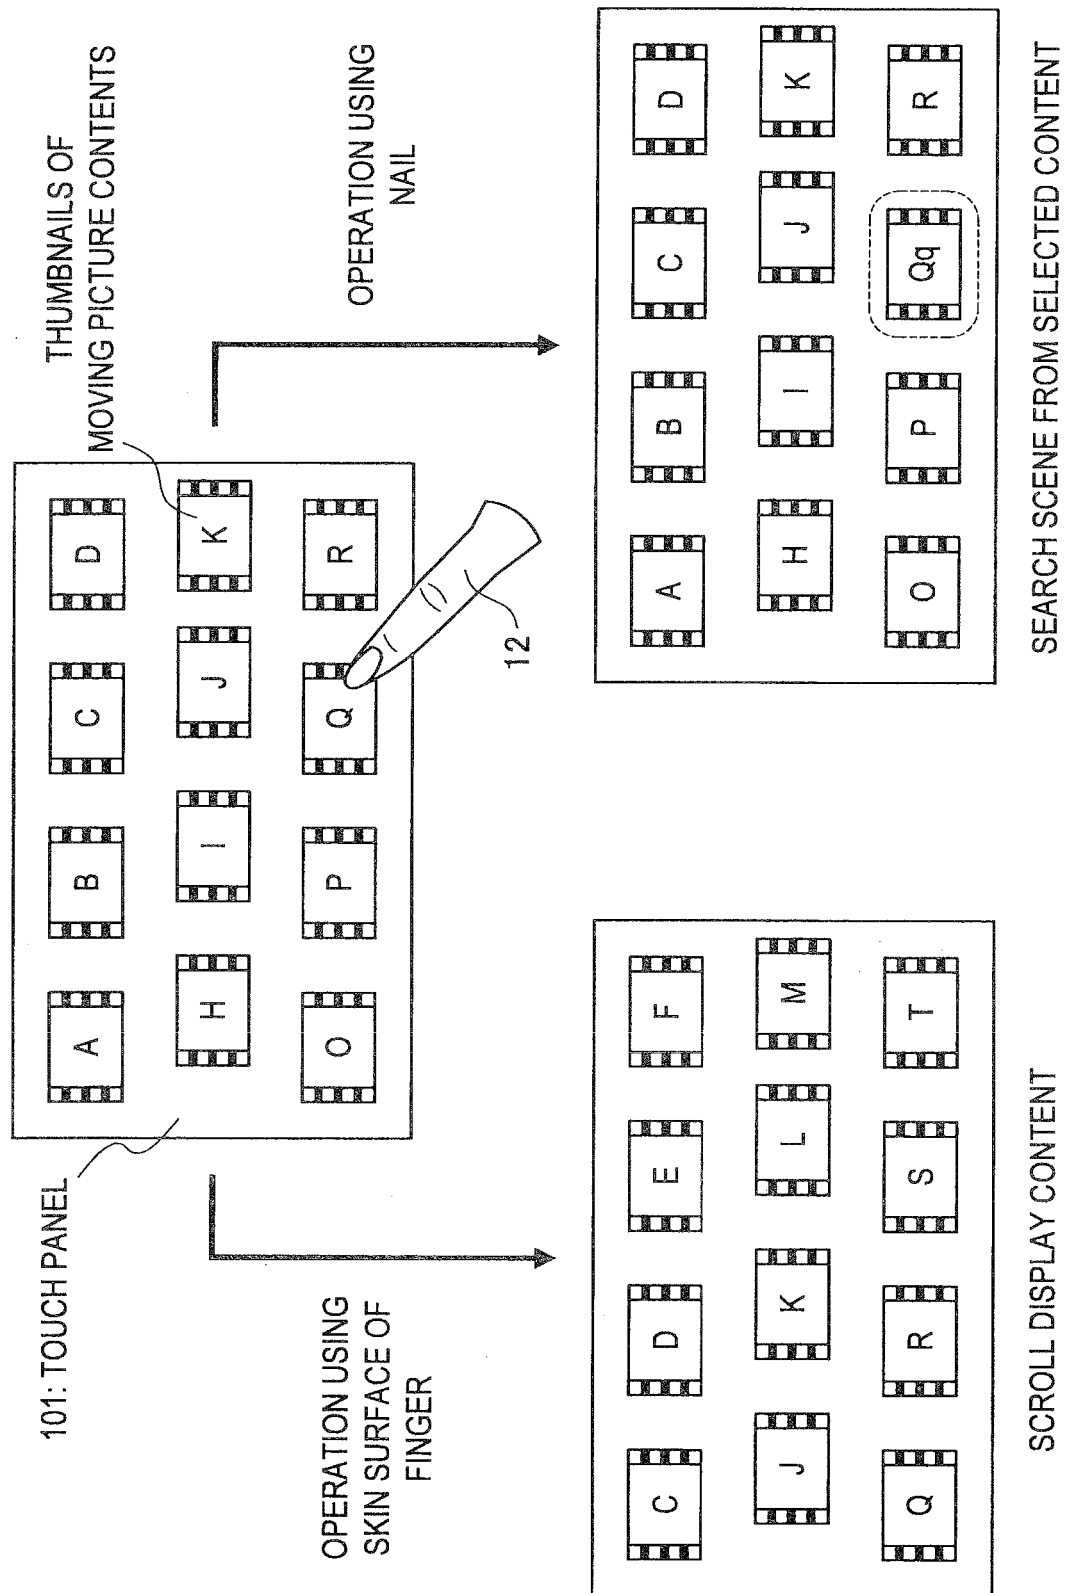 101: TOUCH PANEL
THUMBNAILS OF
MOVING PICTURE CONTENTS
A B C D
H I J K
O P Q R
12
OPERATION USING
SKIN SURFACE OF
FINGER
OPERATION USING
NAIL
C D E F
J K L M
Q R S T
SCROLL DISPLAY CONTENT
A B C D
H I J K
O P Qq R
SEARCH SCENE FROM SELECTED CONTENT